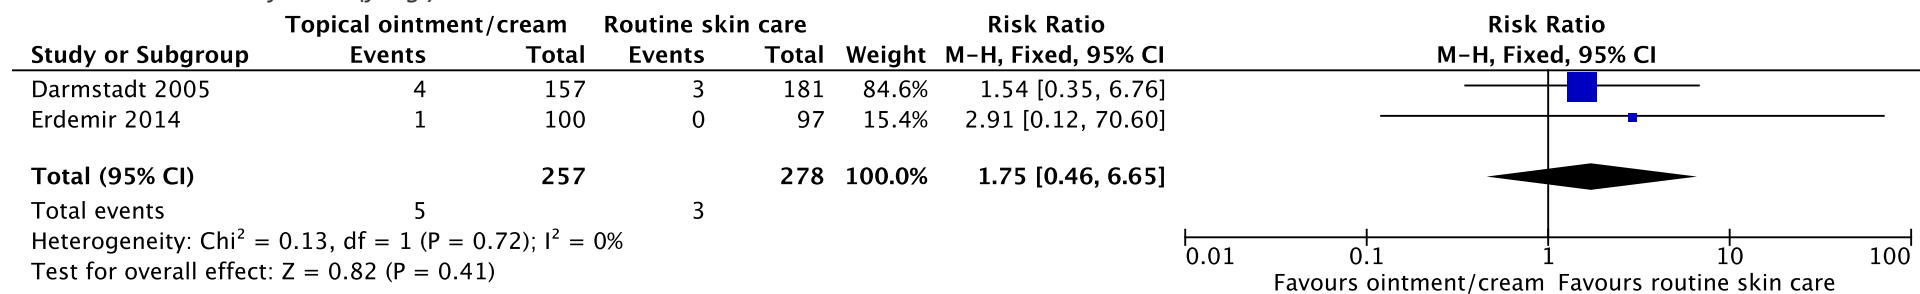 Topical ointment/cream Routine skin care Risk Ratio Risk Ratio
Study or Subgroup Events Total Events Total Weight M-H, Fixed, 95% CI M-H, Fixed, 95% CI
Darmstadt 2005 4 157 3 181 84.6% 1.54 [0.35, 6.76]
Erdemir 2014 1 100 0 97 15.4% 2.91 [0.12, 70.60]
Total (95% CI) 257 278 100.0% 1.75 [0.46, 6.65]
Total events 5 3
Heterogeneity: Chi² = 0.13, df = 1 (P = 0.72); I² = 0%
Test for overall effect: Z = 0.82 (P = 0.41)
0.01 0.1 1 10 100
Favours ointment/cream Favours routine skin care